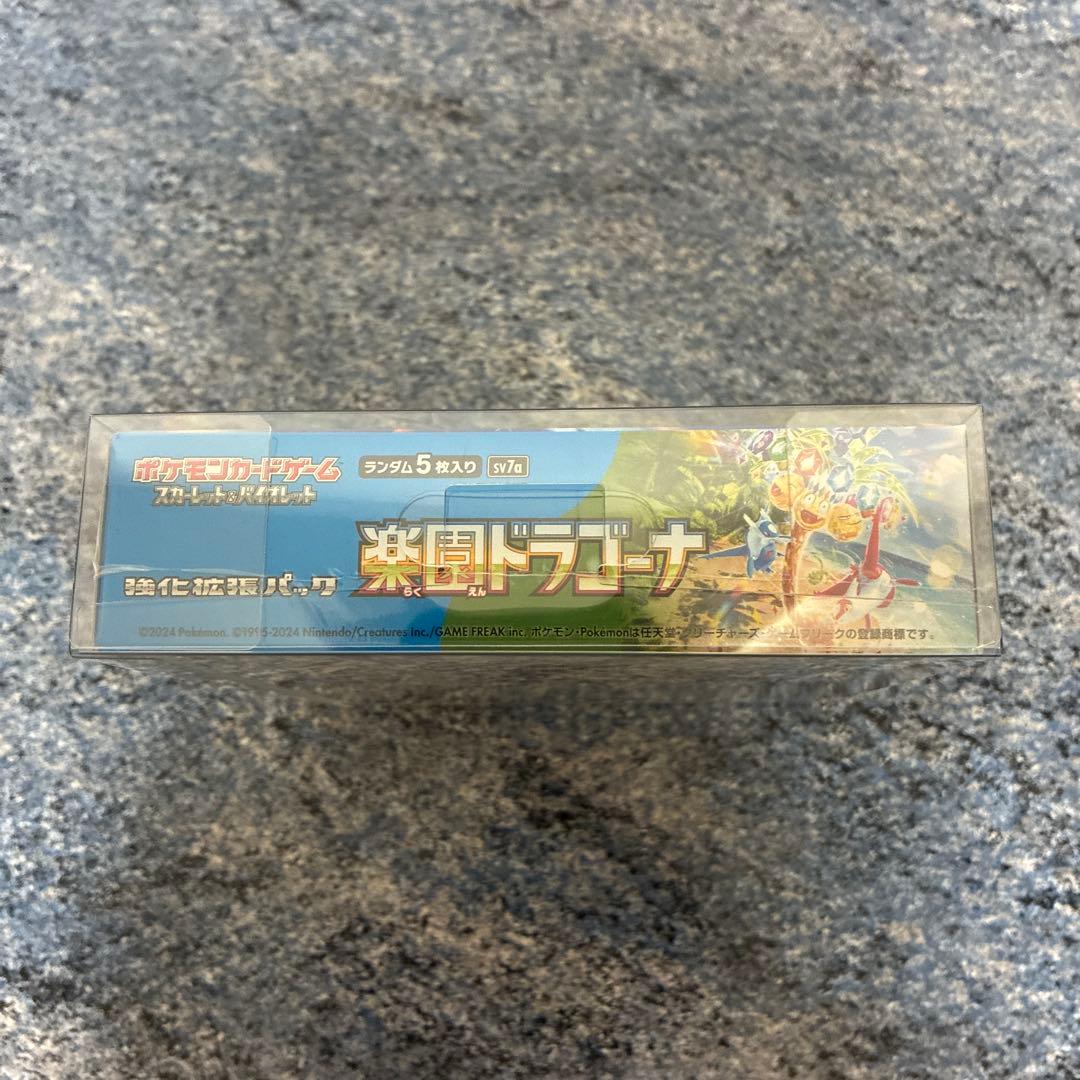 ポケモンカードゲーム
スカーレット&バイオレット
ランダム5枚入り
sv7a
強化拡張パック
楽園ドラゴーナ
らく えん
©2024 Pokémon. ©1995-2024 Nintendo/Creatures Inc./GAME FREAK inc. ポケモン・Pokémonは任天堂・クリーチャーズ・ゲームフリークの登録商標です。